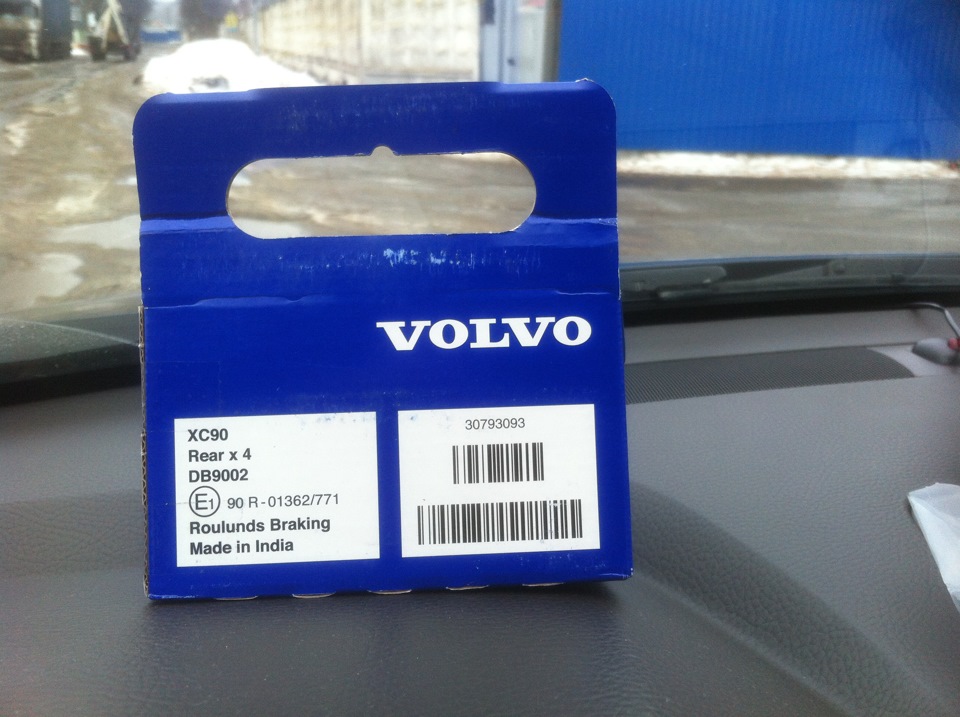 VOLVO
XC90
Rear x 4
DB9002
E1 90 R-01362/771
Roulunds Braking
Made in India
30793093